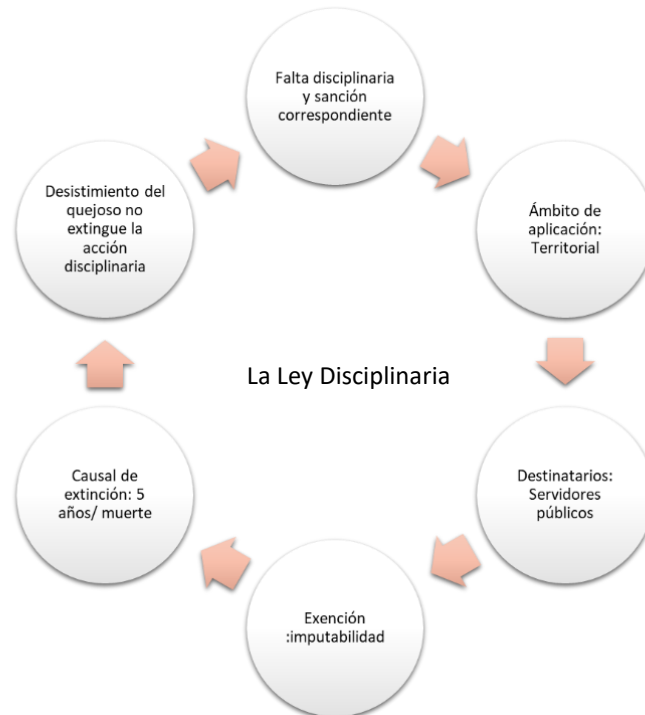 Falta disciplinaria
y sanción
correspondiente
Ámbito de
aplicación:
Territorial
Destinatarios:
Servidores
públicos
Exención
:imputabilidad
Causal de
extinción: 5
años/ muerte
Desistimiento del
quejoso no
extingue la
acción
disciplinaria
La Ley Disciplinaria